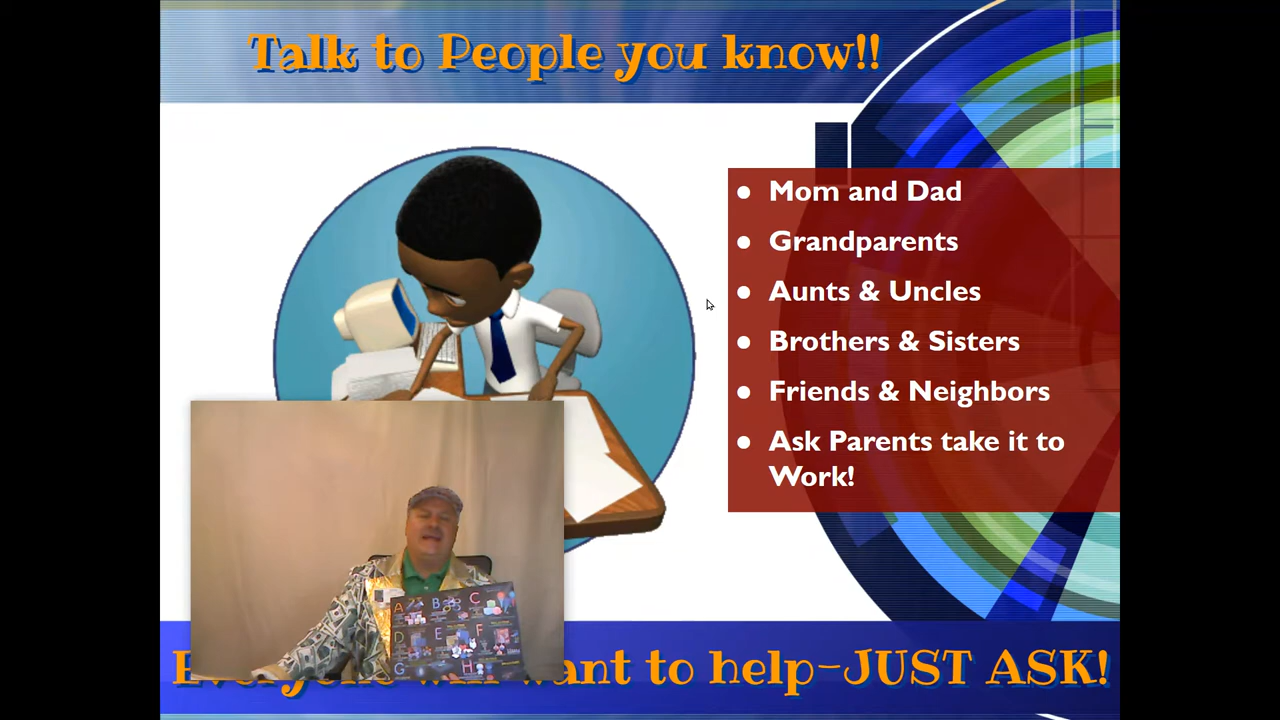 Talk to People you know!!
● Mom and Dad
● Grandparents
● Aunts & Uncles
● Brothers & Sisters
● Friends & Neighbors
● Ask Parents take it to
Work!
A B C
D E F
G H
want to help-JUST ASK!